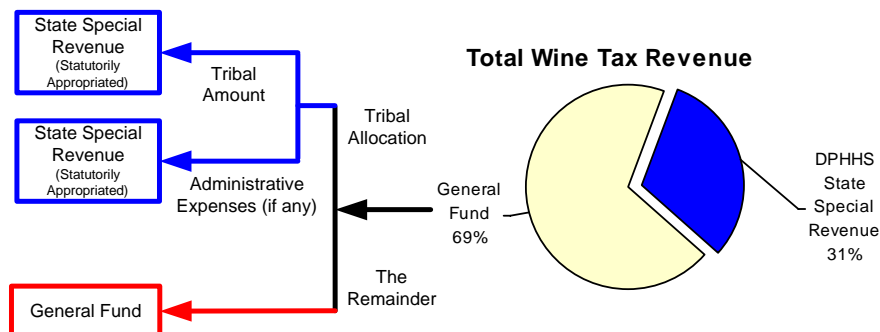 State Special
Revenue
(Statutorily
Appropriated)
Tribal
Amount
State Special
Revenue
(Statutorily
Appropriated)
Administrative
Expenses (if any)
Tribal
Allocation
The
Remainder
General Fund
Total Wine Tax Revenue
General
Fund
69%
DPHHS
State
Special
Revenue
31%